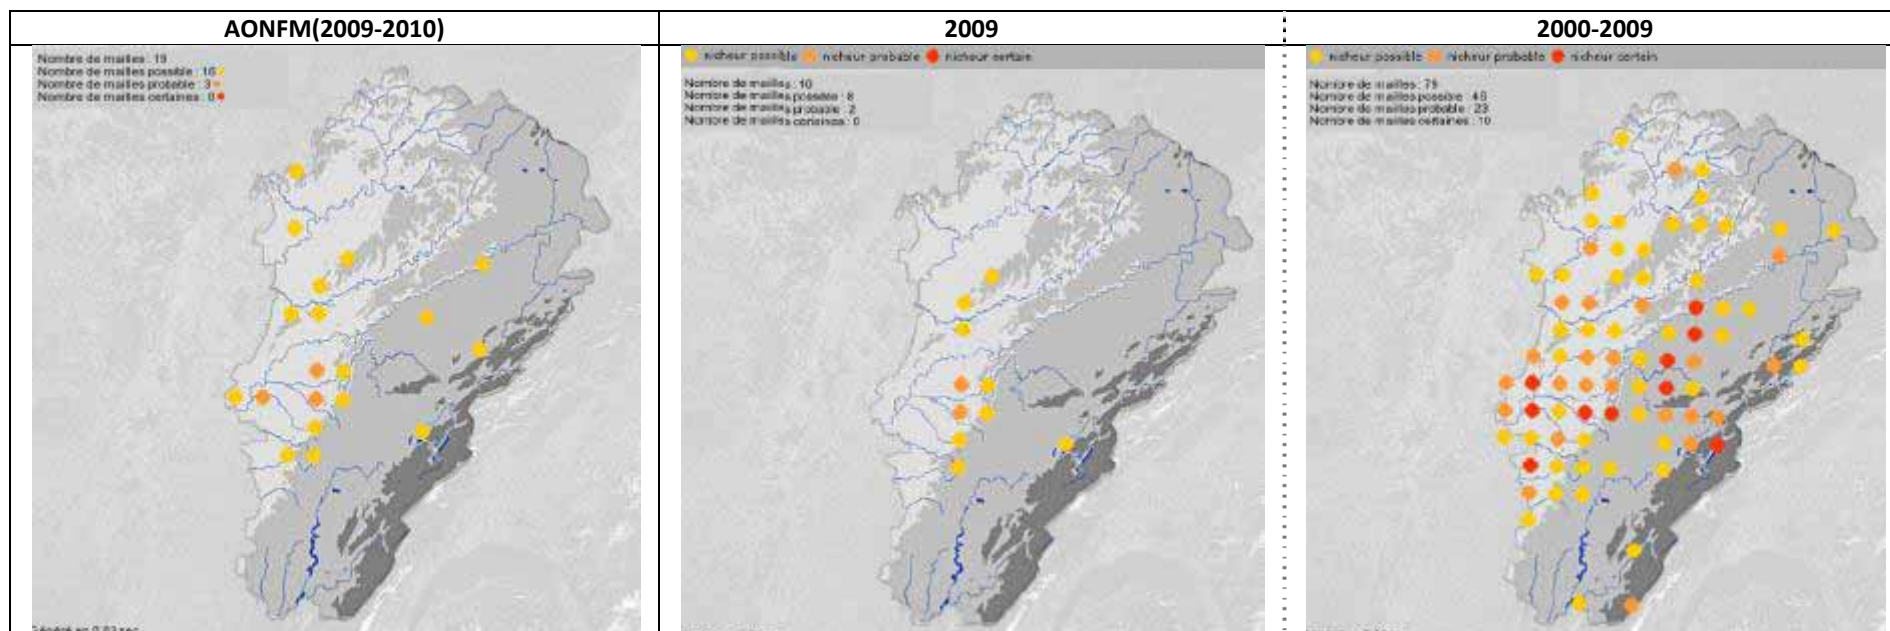 AONFM(2009-2010)
2009
2000-2009
Nombre de mailles : 19
Nombre de mailles possible : 16
Nombre de mailles probable : 3
Nombre de mailles certaines : 0
nicheur possible nicheur probable nicheur certain
Nombre de mailles : 10
Nombre de mailles possible : 8
Nombre de mailles probable : 2
Nombre de mailles certaines : 0
nicheur possible nicheur probable nicheur certain
Nombre de mailles : 79
Nombre de mailles possible : 46
Nombre de mailles probable : 23
Nombre de mailles certaines : 10